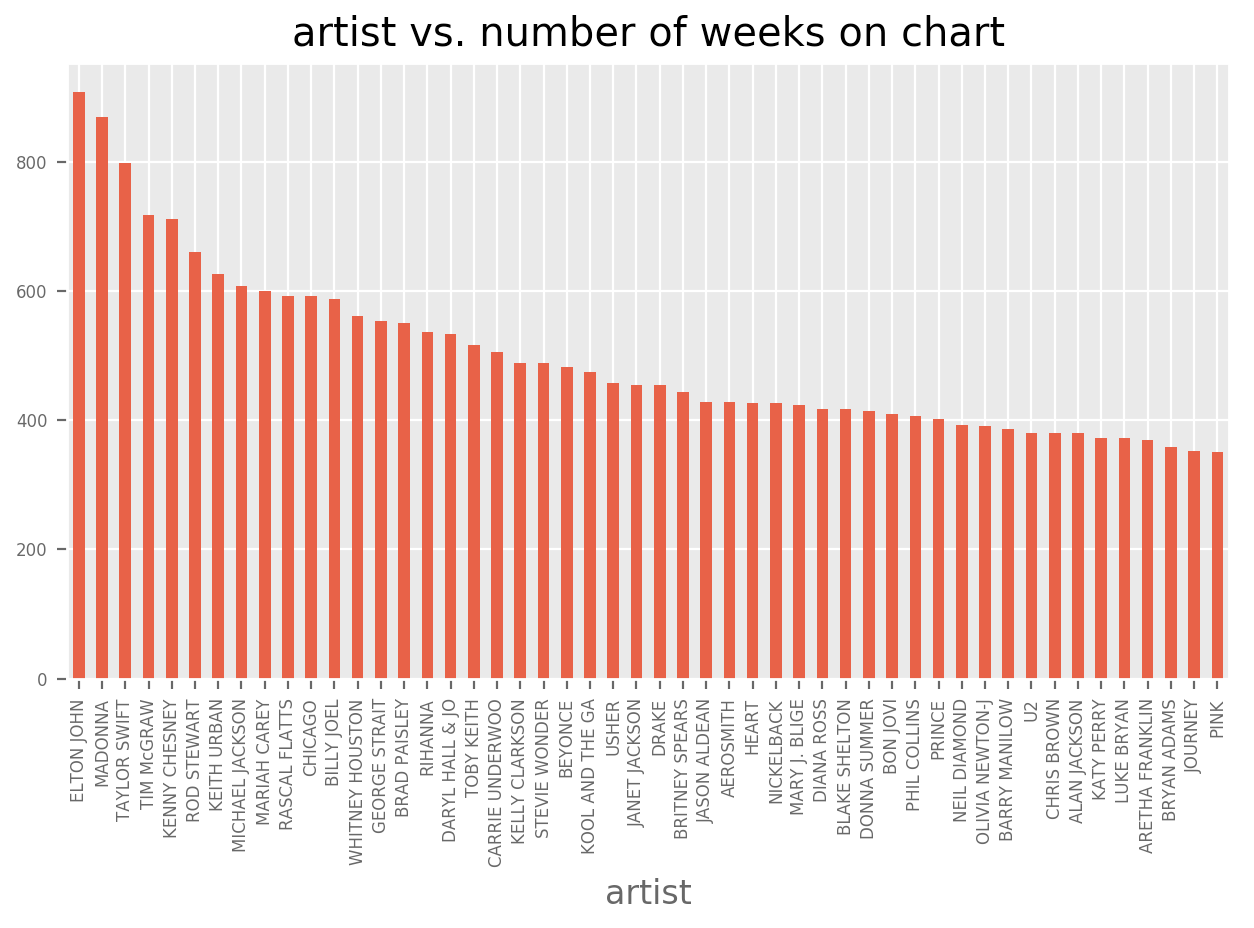 artist vs. number of weeks on chart
800
600
400
200
0
ELTON JOHN
MADONNA
TAYLOR SWIFT
TIM McGRAW
KENNY CHESNEY
ROD STEWART
KEITH URBAN
MICHAEL JACKSON
MARIAH CAREY
RASCAL FLATTS
CHICAGO
BILLY JOEL
WHITNEY HOUSTON
GEORGE STRAIT
BRAD PAISLEY
RIHANNA
DARYL HALL & JO
TOBY KEITH
CARRIE UNDERWOO
KELLY CLARKSON
STEVIE WONDER
BEYONCE
KOOL AND THE GA
USHER
JANET JACKSON
DRAKE
BRITNEY SPEARS
JASON ALDEAN
AEROSMITH
HEART
NICKELBACK
MARY J. BLIGE
DIANA ROSS
BLAKE SHELTON
DONNA SUMMER
BON JOVI
PHIL COLLINS
PRINCE
NEIL DIAMOND
OLIVIA NEWTON-J
BARRY MANILOW
U2
CHRIS BROWN
ALAN JACKSON
KATY PERRY
LUKE BRYAN
ARETHA FRANKLIN
BRYAN ADAMS
JOURNEY
PINK
artist